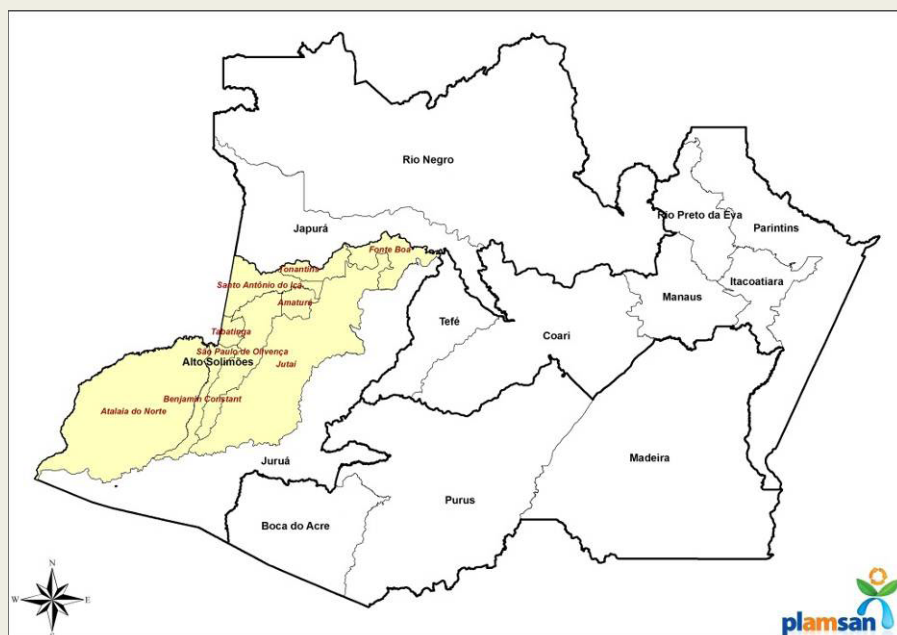 Rio Negro
Rio Preto da Eva
Parintins
Japurá
Fonte Boa
Tonantins
Santo Antônio do Içá
Itacoatiara
Manaus
Amaturá
Tefé
Tabatinga
Coari
São Paulo de Olivença
Alto Solimões
Jutaí
Benjamin Constant
Atalaia do Norte
Juruá
Madeira
Purus
Boca do Acre
N
W
E
S
plamsan